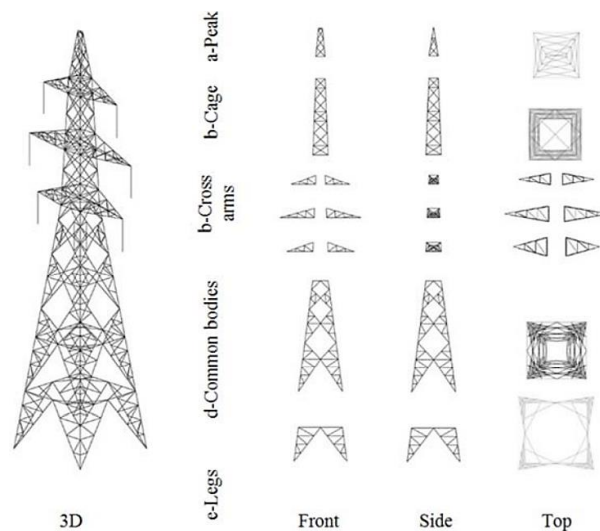 a-Peak
b-Cage
b-Cross
arms
d-Common bodies
e-Legs
3D
Front
Side
Top